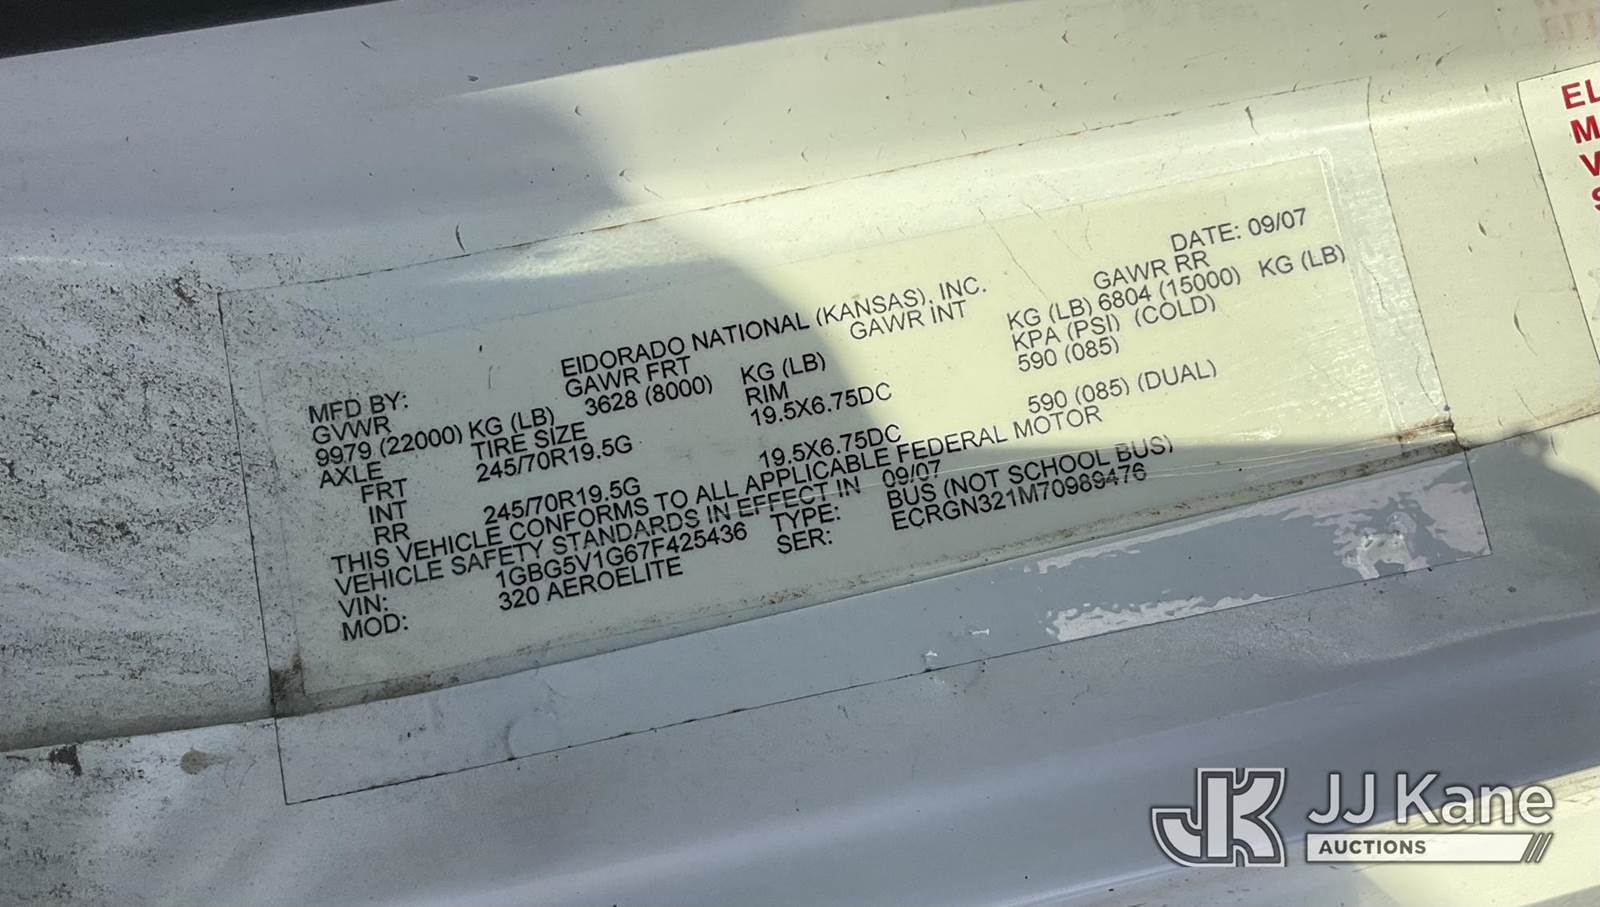 MFD BY: EIDORADO NATIONAL (KANSAS), INC. DATE: 09/07
GVWR GAWR FRT GAWR INT GAWR RR
9979 (22000) KG (LB) 3628 (8000) KG (LB) KG (LB) 6804 (15000) KG (LB)
AXLE TIRE SIZE RIM KPA (PSI) (COLD)
FRT 245/70R19.5G 19.5X6.75DC 590 (085)
INT
RR 245/70R19.5G 19.5X6.75DC 590 (085) (DUAL)
THIS VEHICLE CONFORMS TO ALL APPLICABLE FEDERAL MOTOR
VEHICLE SAFETY STANDARDS IN EFFECT IN 09/07
VIN: 1GBG5V1G67F425436 TYPE: BUS (NOT SCHOOL BUS)
MOD: 320 AEROELITE SER: ECRGN321M70989476
EL
M
V
JJ Kane
AUCTIONS